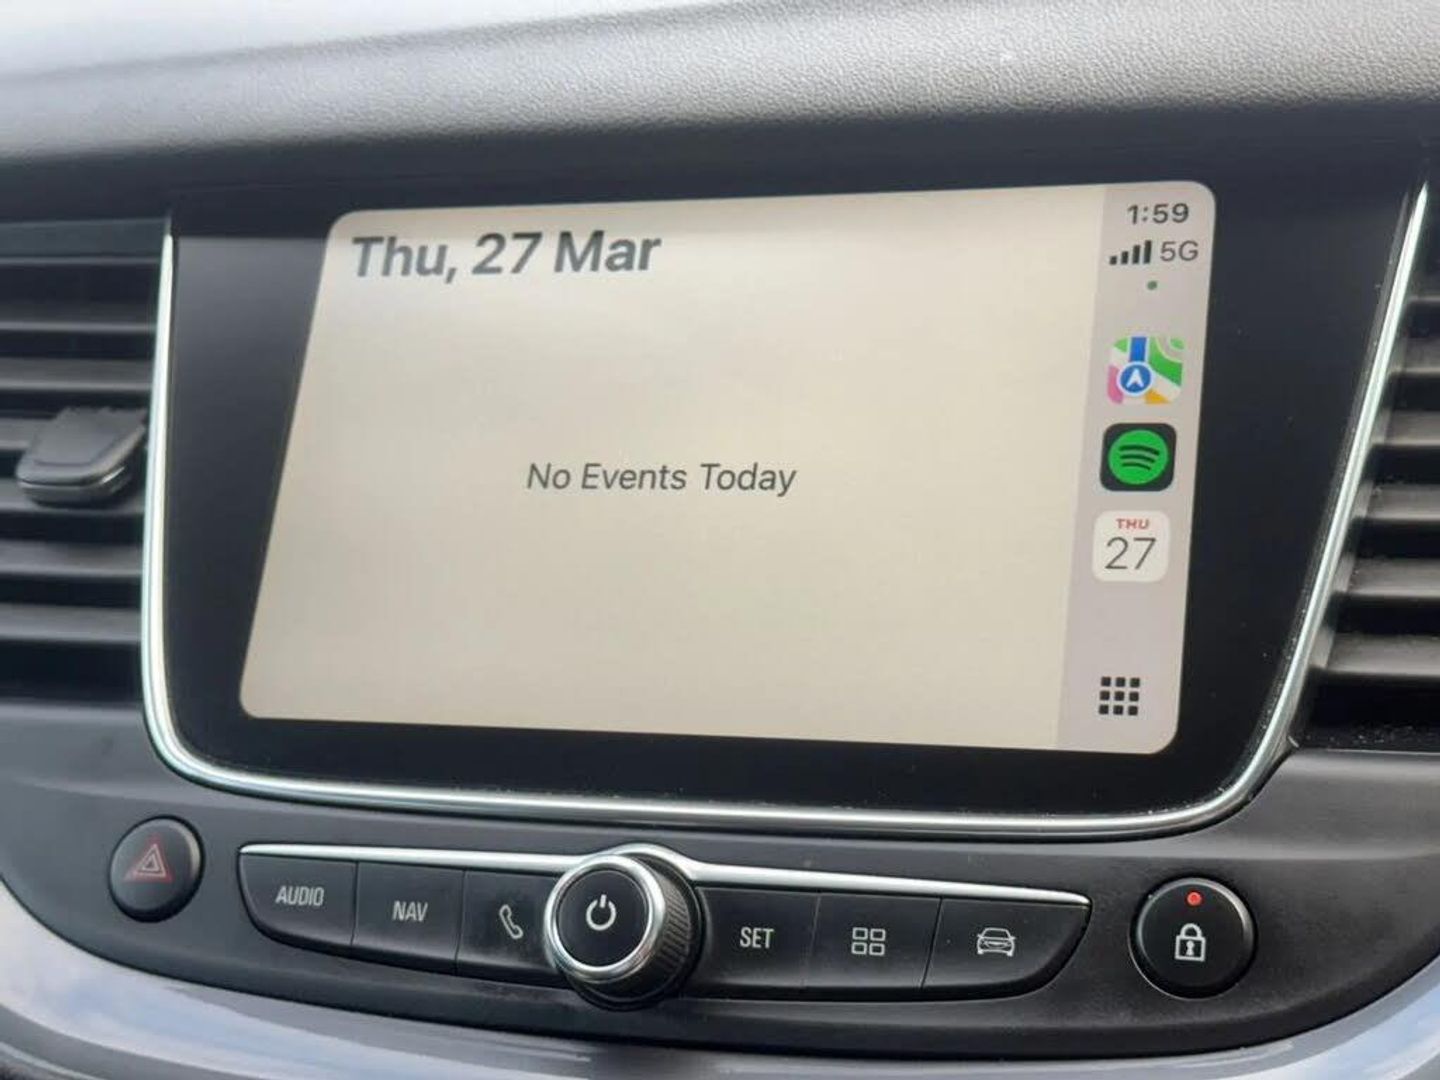 Thu, 27 Mar
1:59
5G
No Events Today
THU
27
AUDIO
NAV
SET